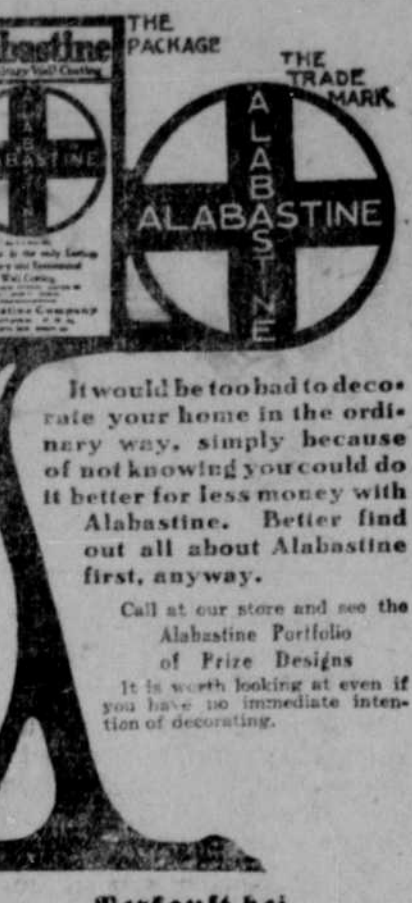 THE
PACKAGE
THE
TRADE
MARK
bastine
Wall Coating
ALABASTINE
ALABASTINE
It would be too bad to deco-
rate your home in the ordi-
nary way, simply because
of not knowing you could do
it better for less money with
Alabastine. Better find
out all about Alabastine
first, anyway.
Call at our store and see the
Alabastine Portfolio
of Prize Designs
It is worth looking at even if
you have no immediate inten-
tion of decorating.